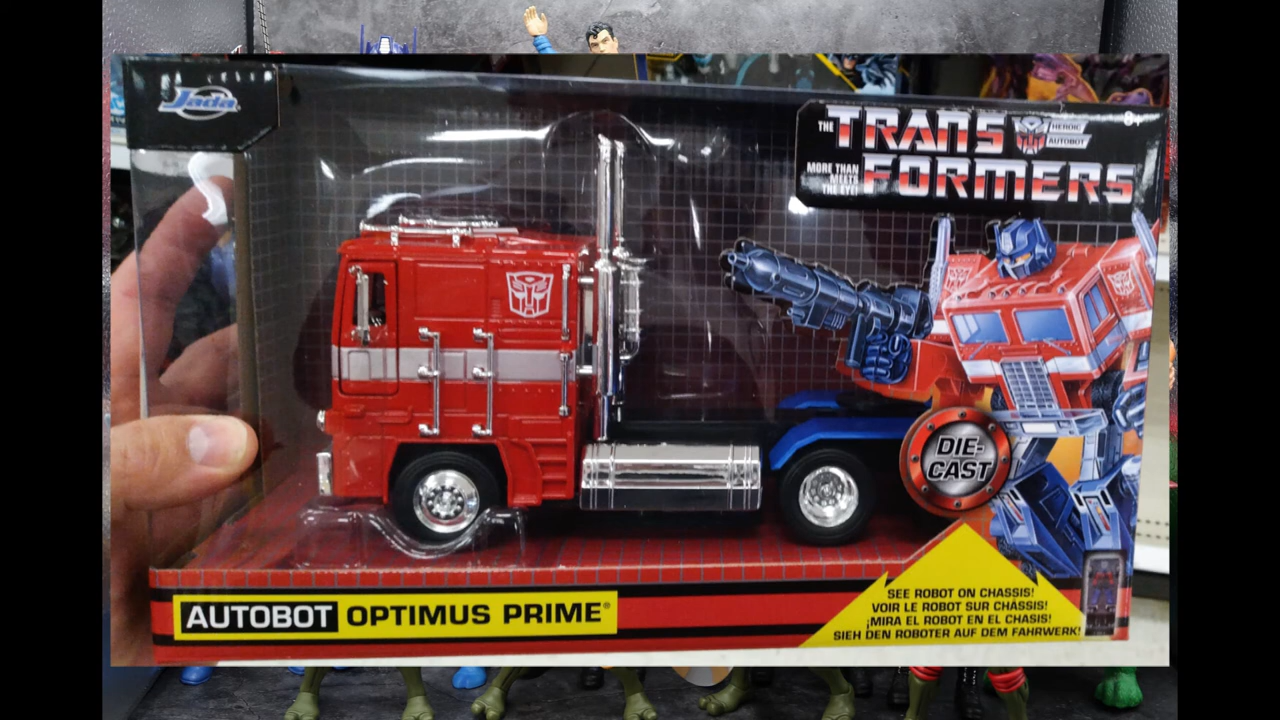 Jada
8+
THE TRANSFORMERS
HEROIC
AUTOBOT
MORE THAN
MEETS
THE EYE!
DIE-
CAST
AUTOBOT OPTIMUS PRIME®
SEE ROBOT ON CHASSIS!
VOIR LE ROBOT SUR CHÂSSIS!
¡MIRA EL ROBOT EN EL CHASIS!
SIEH DEN ROBOTER AUF DEM FAHRWERK!